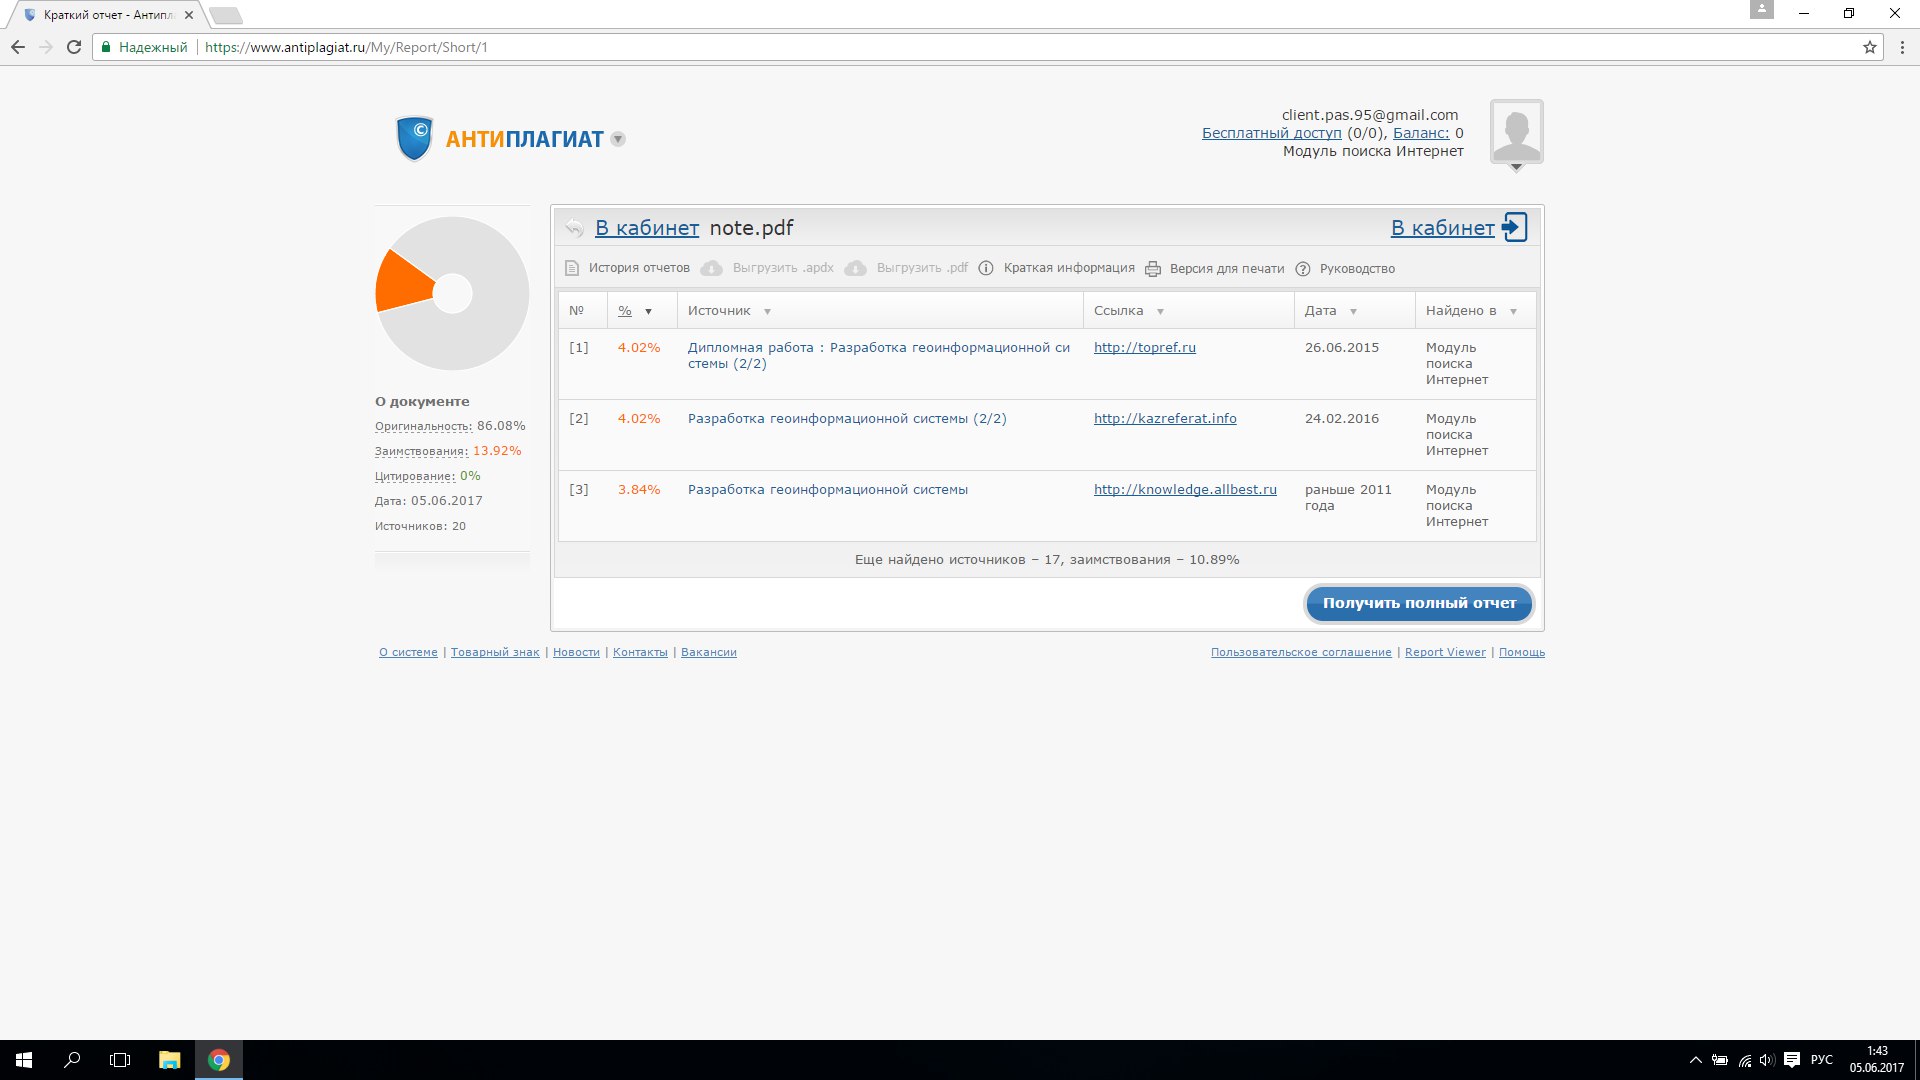 Краткий отчет - Антипл
Надежный
https://www.antiplagiat.ru/My/Report/Short/1
АНТИПЛАГИАТ
client.pas.95@gmail.com
Бесплатный доступ (0/0), Баланс: 0
Модуль поиска Интернет
В кабинет note.pdf
В кабинет
История отчетов Выгрузить .apdx Выгрузить .pdf Краткая информация Версия для печати Руководство
№ % Источник Ссылка Дата Найдено в
[1] 4.02% Дипломная работа : Разработка геоинформационной си http://topref.ru 26.06.2015 Модуль
стемы (2/2) поиска
Интернет
[2] 4.02% Разработка геоинформационной системы (2/2) http://kazreferat.info 24.02.2016 Модуль
поиска
Интернет
[3] 3.84% Разработка геоинформационной системы http://knowledge.allbest.ru раньше 2011 Модуль
года поиска
Интернет
Еще найдено источников – 17, заимствования – 10.89%
Получить полный отчет
О документе
Оригинальность: 86.08%
Заимствования: 13.92%
Цитирование: 0%
Дата: 05.06.2017
Источников: 20
О системе | Товарный знак | Новости | Контакты | Вакансии
Пользовательское соглашение | Report Viewer | Помощь
РУС
1:43
05.06.2017